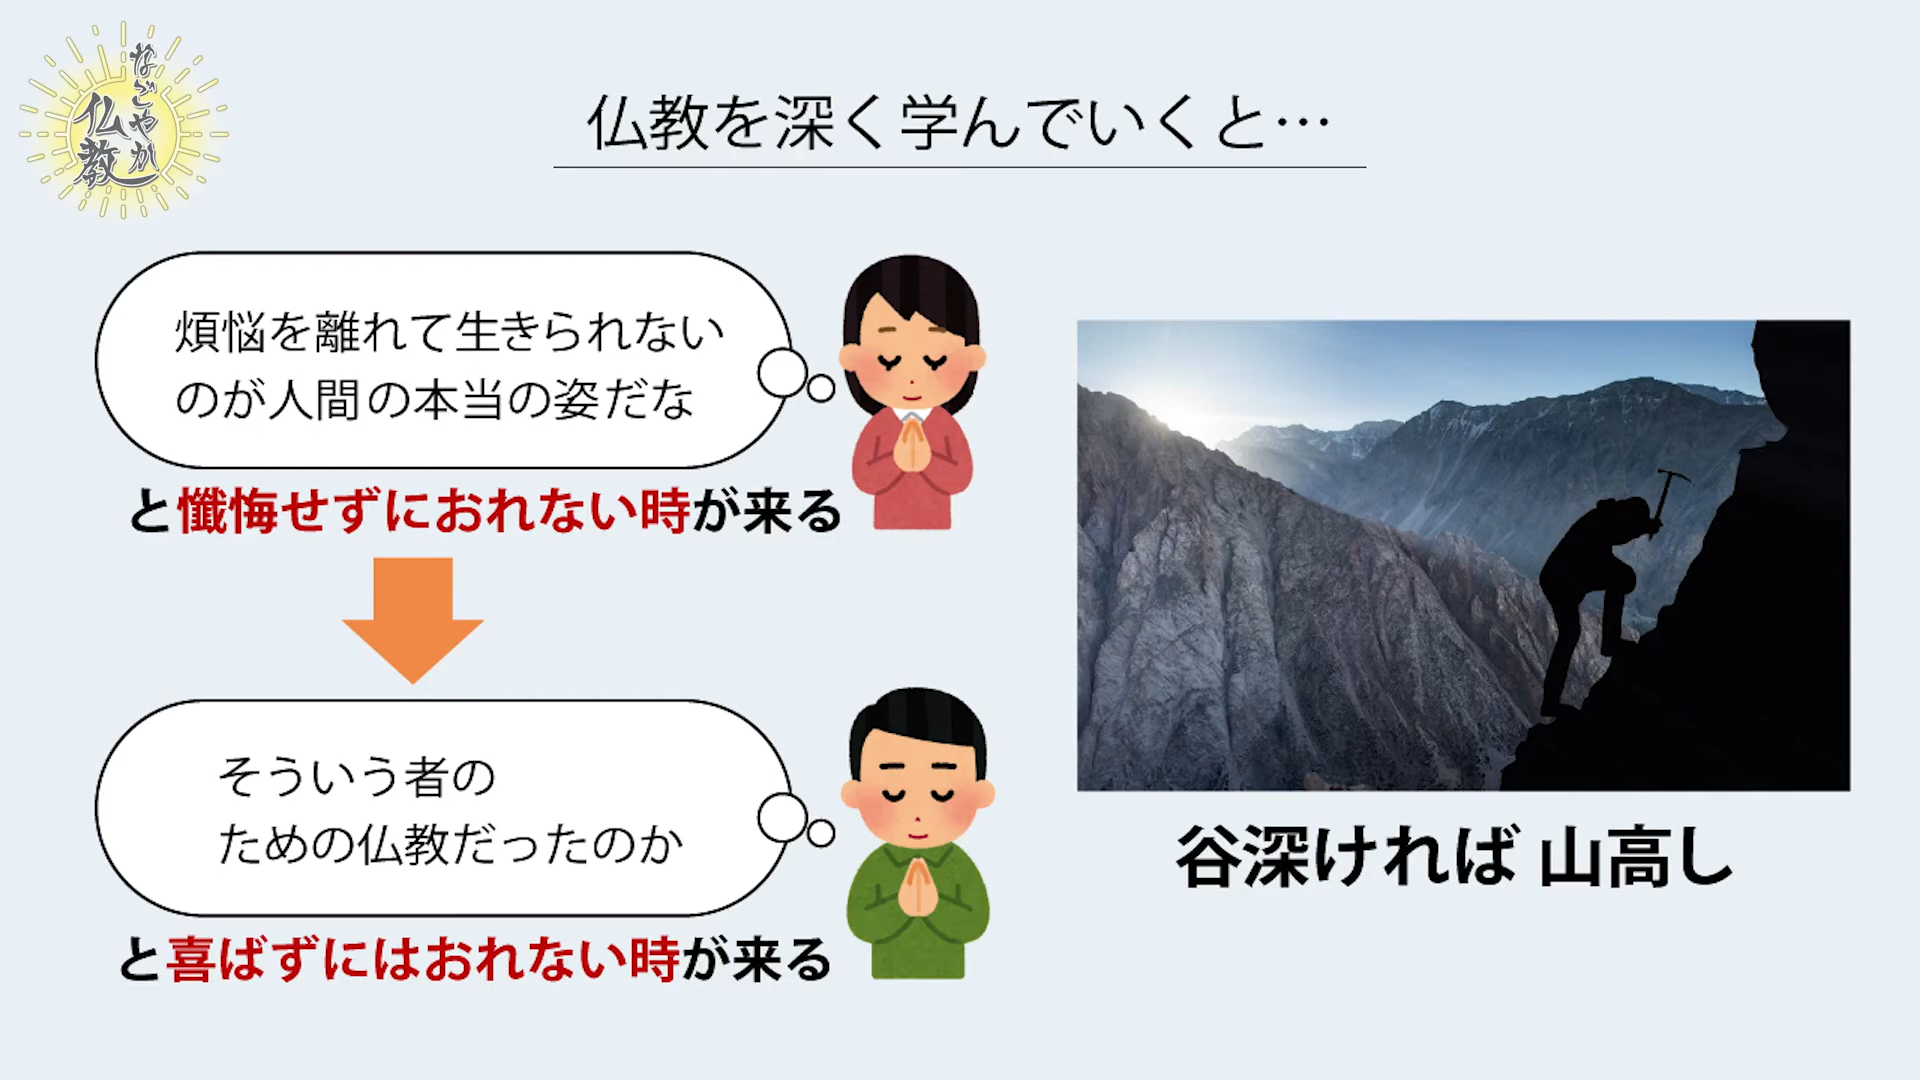 なごやか
仏教
仏教を深く学んでいくと…
煩悩を離れて生きられない
のが人間の本当の姿だな
と懺悔せずにおれない時が来る
そういう者の
ための仏教だったのか
と喜ばずにはおれない時が来る
谷深ければ 山高し